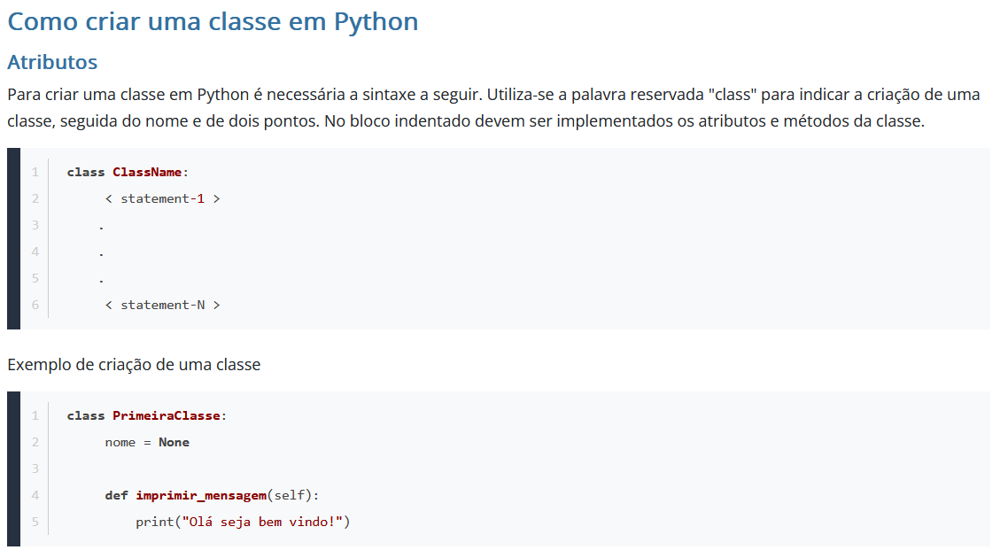 Como criar uma classe em Python
Atributos
Para criar uma classe em Python é necessária a sintaxe a seguir. Utiliza-se a palavra reservada "class" para indicar a criação de uma
classe, seguida do nome e de dois pontos. No bloco indentado devem ser implementados os atributos e métodos da classe.
1 class ClassName:
2 < statement-1 >
3 .
4 .
5 .
6 < statement-N >
Exemplo de criação de uma classe
1 class PrimeiraClasse:
2 nome = None
3
4 def imprimir_mensagem(self):
5 print("Olá seja bem vindo!")